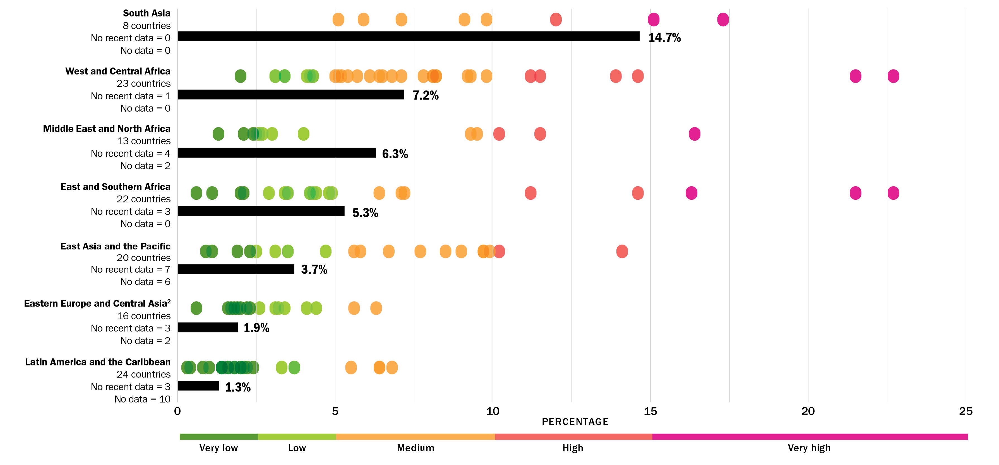 South Asia
8 countries
No recent data = 0
No data = 0
14.7%
West and Central Africa
23 countries
No recent data = 1
No data = 0
7.2%
Middle East and North Africa
13 countries
No recent data = 4
No data = 2
6.3%
East and Southern Africa
22 countries
No recent data = 3
No data = 0
5.3%
East Asia and the Pacific
20 countries
No recent data = 7
No data = 6
3.7%
Eastern Europe and Central Asia²
16 countries
No recent data = 3
No data = 2
1.9%
Latin America and the Caribbean
24 countries
No recent data = 3
No data = 10
1.3%
0 5 10 15 20 25
PERCENTAGE
Very low Low Medium High Very high